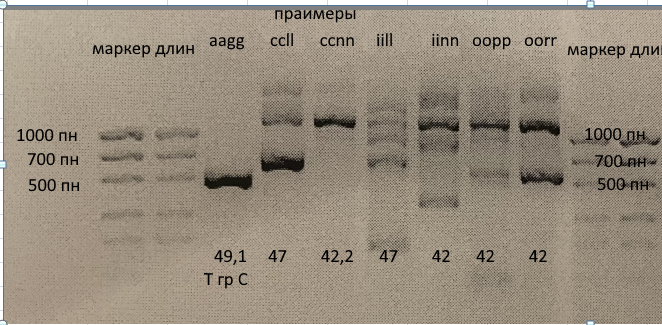 праймеры
маркер длин aagg ccll ccnn iill iinn oopp oorr маркер длин
1000 пн 1000 пн
700 пн 700 пн
500 пн 500 пн
49,1 47 42,2 47 42 42 42
Т гр С